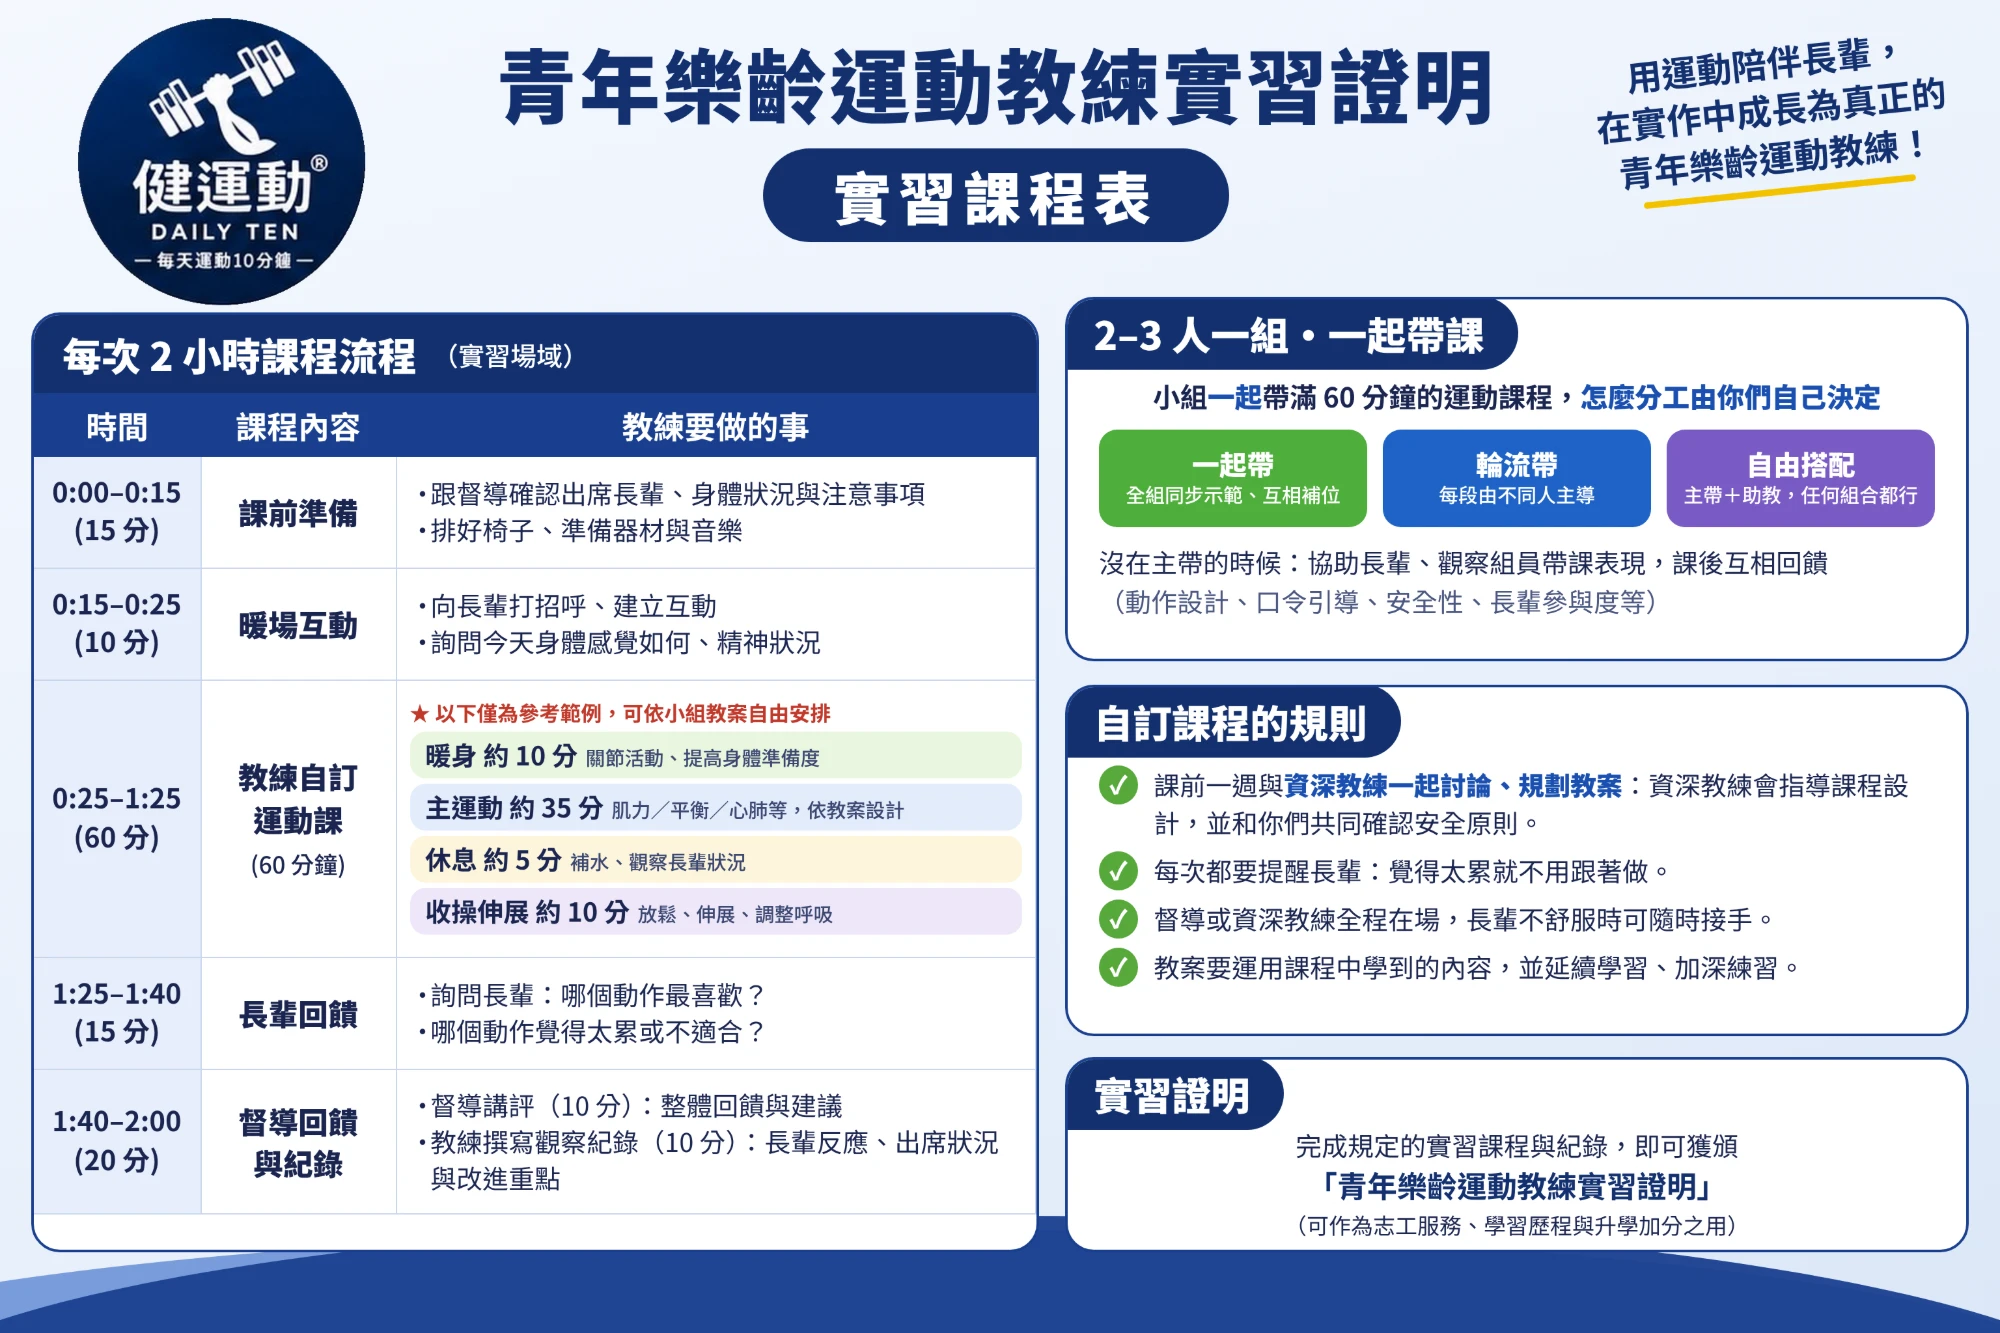 健運動®
DAILY TEN
— 每天運動10分鐘 —
青年樂齡運動教練實習證明
實習課程表
用運動陪伴長輩，
在實作中成長為真正的
青年樂齡運動教練！
每次 2 小時課程流程 （實習場域）
時間 課程內容 教練要做的事
0:00–0:15
(15 分)
課前準備
•跟督導確認出席長輩、身體狀況與注意事項
•排好椅子、準備器材與音樂
0:15–0:25
(10 分)
暖場互動
•向長輩打招呼、建立互動
•詢問今天身體感覺如何、精神狀況
0:25–1:25
(60 分)
教練自訂
運動課
(60 分鐘)
★ 以下僅為參考範例，可依小組教案自由安排
暖身 約 10 分 關節活動、提高身體準備度
主運動 約 35 分 肌力／平衡／心肺等，依教案設計
休息 約 5 分 補水、觀察長輩狀況
收操伸展 約 10 分 放鬆、伸展、調整呼吸
1:25–1:40
(15 分)
長輩回饋
•詢問長輩：哪個動作最喜歡？
•哪個動作覺得太累或不適合？
1:40–2:00
(20 分)
督導回饋
與紀錄
•督導講評（10 分）：整體回饋與建議
•教練撰寫觀察紀錄（10 分）：長輩反應、出席狀況
與改進重點
2–3 人一組・一起帶課
小組一起帶滿 60 分鐘的運動課程，怎麼分工由你們自己決定
一起帶
全組同步示範、互相補位
輪流帶
每段由不同人主導
自由搭配
主帶＋助教，任何組合都行
沒在主帶的時候：協助長輩、觀察組員帶課表現，課後互相回饋
（動作設計、口令引導、安全性、長輩參與度等）
自訂課程的規則
✓ 課前一週與資深教練一起討論、規劃教案：資深教練會指導課程設
計，並和你們共同確認安全原則。
✓ 每次都要提醒長輩：覺得太累就不用跟著做。
✓ 督導或資深教練全程在場，長輩不舒服時可隨時接手。
✓ 教案要運用課程中學到的內容，並延續學習、加深練習。
實習證明
完成規定的實習課程與紀錄，即可獲頒
「青年樂齡運動教練實習證明」
（可作為志工服務、學習歷程與升學加分之用）